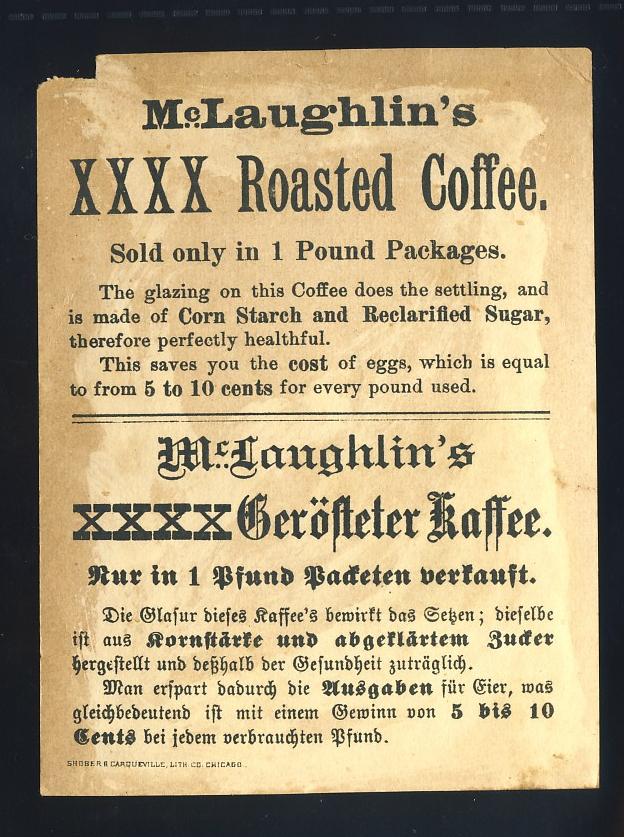 McLaughlin's
XXXX Roasted Coffee.
Sold only in 1 Pound Packages.
The glazing on this Coffee does the settling, and
is made of Corn Starch and Reclarified Sugar,
therefore perfectly healthful.
This saves you the cost of eggs, which is equal
to from 5 to 10 cents for every pound used.
McLaughlin's
XXXX Gerösteter Kaffee.
Nur in 1 Pfund Packeten verkauft.
Die Glasur dieses Kaffee's bewirkt das Setzen; dieselbe
ist aus Kornstärke und abgeklärtem Zucker
hergestellt und deßhalb der Gesundheit zuträglich.
Man erspart dadurch die Ausgaben für Eier, was
gleichbedeutend ist mit einem Gewinn von 5 bis 10
Cents bei jedem verbrauchten Pfund.
SHOBER & CARQUEVILLE, LITH. CO. CHICAGO.